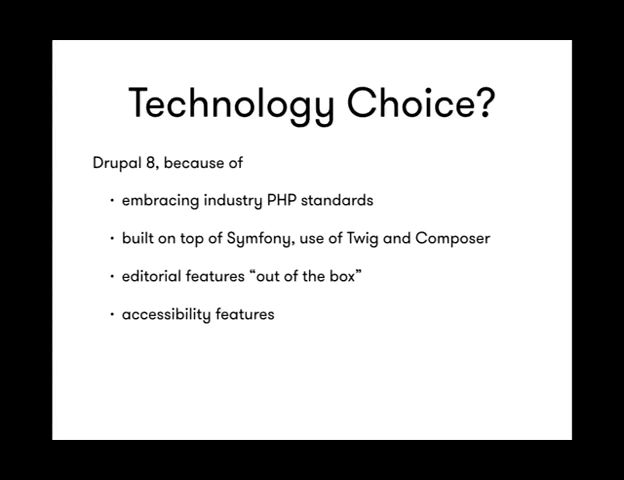 Technology Choice?
Drupal 8, because of
· embracing industry PHP standards
· built on top of Symfony, use of Twig and Composer
· editorial features “out of the box”
· accessibility features